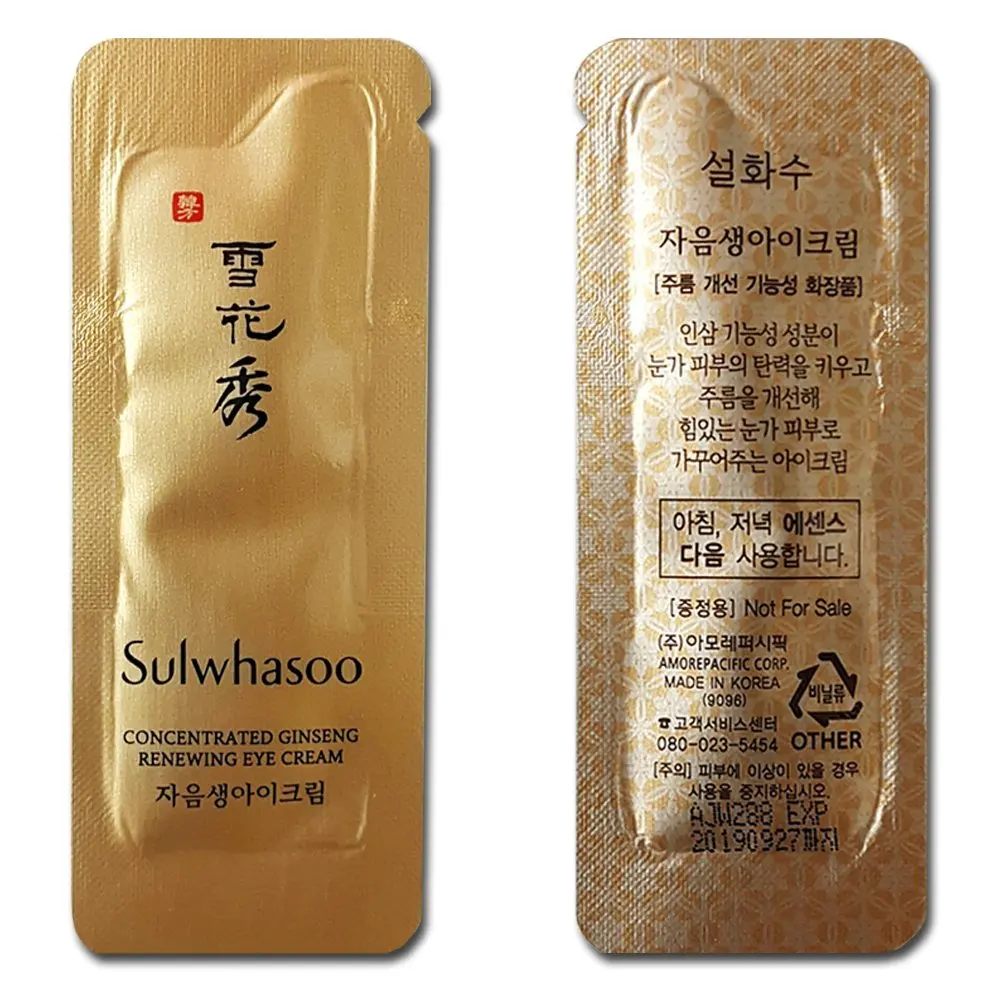 韓方
雪花秀
Sulwhasoo
CONCENTRATED GINSENG
RENEWING EYE CREAM
자음생아이크림
설화수
자음생아이크림
[주름 개선 기능성 화장품]
인삼 기능성 성분이
눈가 피부의 탄력을 키우고
주름을 개선해
힘있는 눈가 피부로
가꾸어주는 아이크림
아침, 저녁 에센스
다음 사용합니다.
[증정용] Not For Sale
(주)아모레퍼시픽
AMOREPACIFIC CORP.
MADE IN KOREA
(9096)
☎고객서비스센터
080-023-5454
비닐류
OTHER
[주의] 피부에 이상이 있을 경우
사용을 중지하십시오.
AJW288 EXP
20190927까지